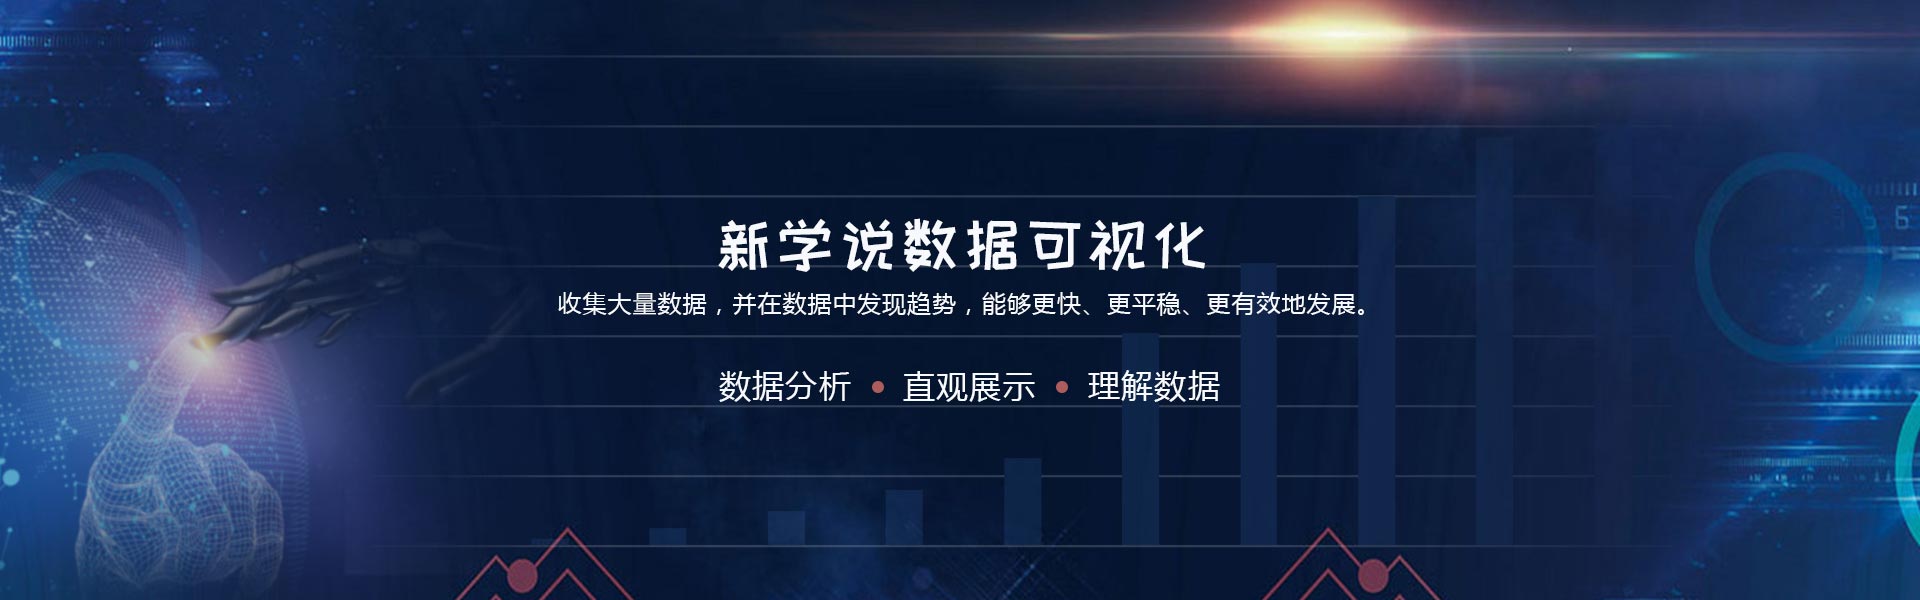 新学说数据可视化
收集大量数据，并在数据中发现趋势，能够更快、更平稳、更有效地发展。
数据分析 • 直观展示 • 理解数据